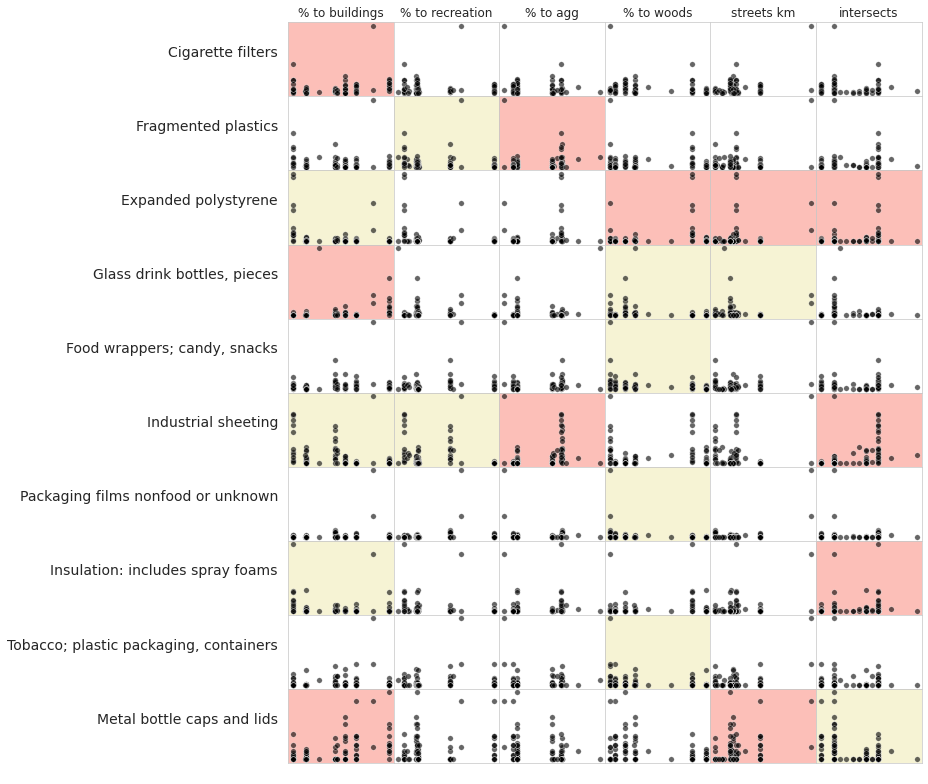 % to buildings % to recreation % to agg % to woods streets km intersects
Cigarette filters
Fragmented plastics
Expanded polystyrene
Glass drink bottles, pieces
Food wrappers; candy, snacks
Industrial sheeting
Packaging films nonfood or unknown
Insulation: includes spray foams
Tobacco; plastic packaging, containers
Metal bottle caps and lids